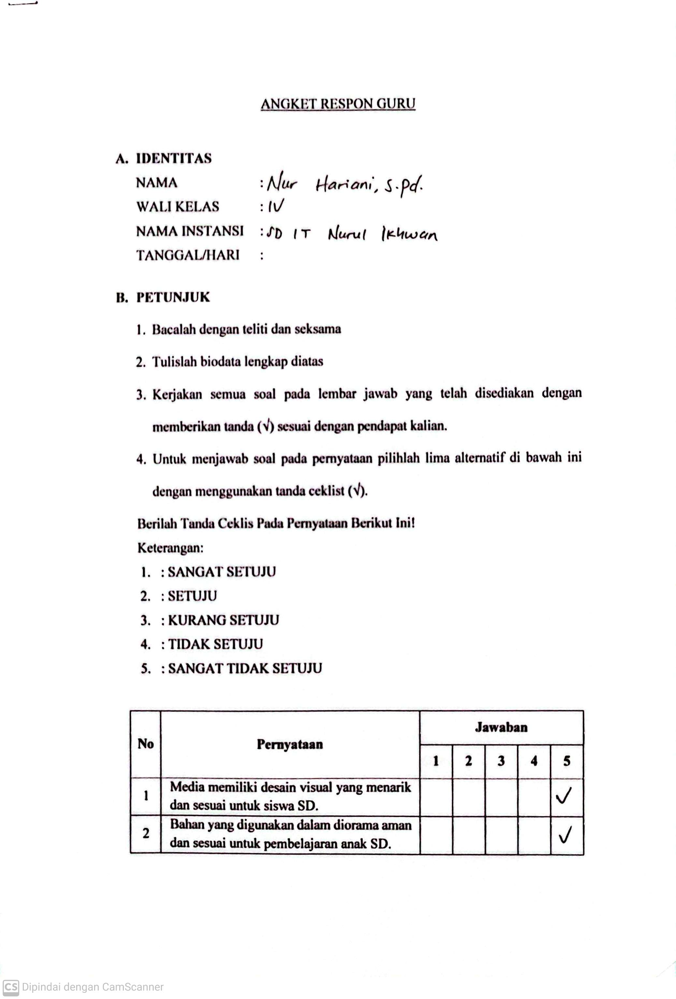 ANGKET RESPON GURU
A. IDENTITAS
NAMA : Nur Hariani, S.Pd.
WALI KELAS : IV
NAMA INSTANSI : SD IT Nurul Ikhwan
TANGGAL/HARI :
B. PETUNJUK
1. Bacalah dengan teliti dan seksama
2. Tulislah biodata lengkap diatas
3. Kerjakan semua soal pada lembar jawab yang telah disediakan dengan
memberikan tanda (√) sesuai dengan pendapat kalian.
4. Untuk menjawab soal pada pernyataan pilihlah lima alternatif di bawah ini
dengan menggunakan tanda ceklist (√).
Berilah Tanda Ceklis Pada Pernyataan Berikut Ini!
Keterangan:
1. : SANGAT SETUJU
2. : SETUJU
3. : KURANG SETUJU
4. : TIDAK SETUJU
5. : SANGAT TIDAK SETUJU
No Pernyataan Jawaban
1 2 3 4 5
1 Media memiliki desain visual yang menarik
dan sesuai untuk siswa SD. ✓
2 Bahan yang digunakan dalam diorama aman
dan sesuai untuk pembelajaran anak SD. ✓
CS Dipindai dengan CamScanner